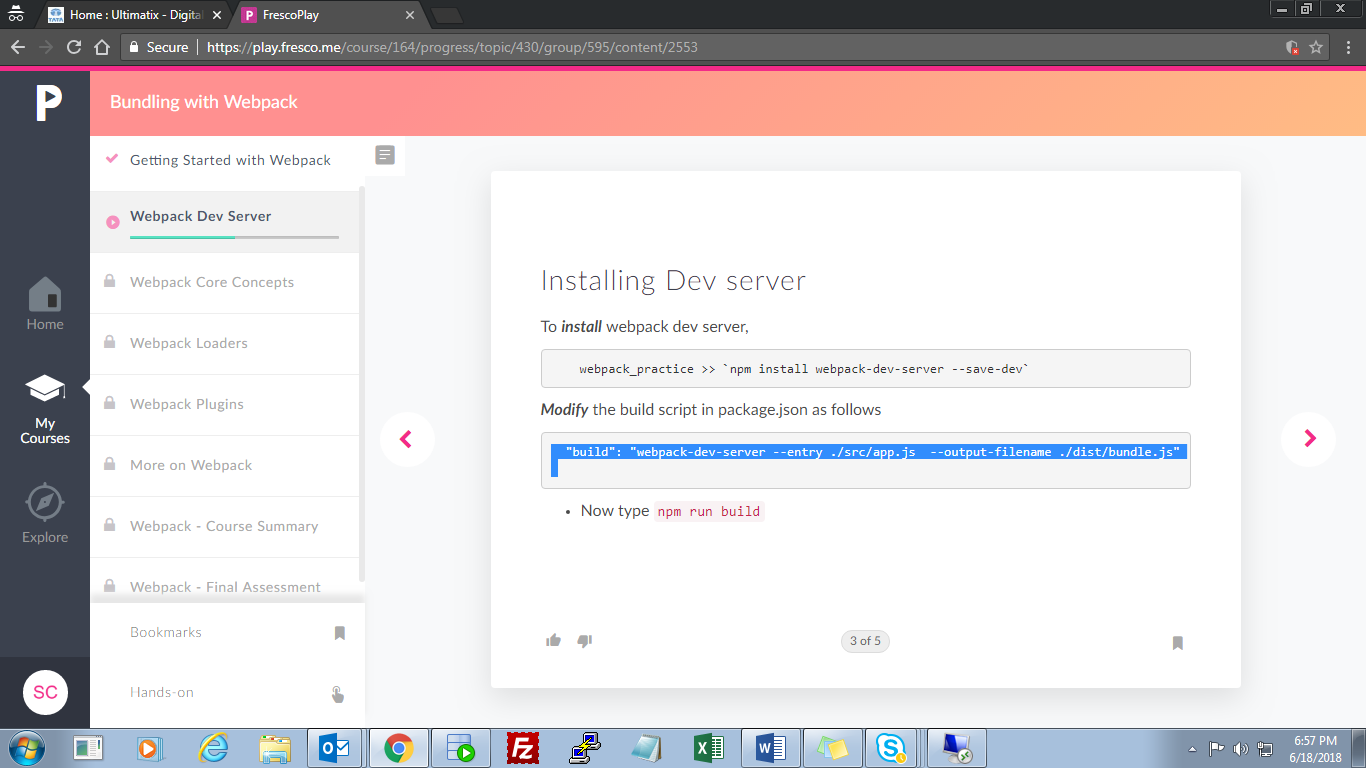 Home : Ultimatix - Digital
FrescoPlay
Secure
https://play.fresco.me/course/164/progress/topic/430/group/595/content/2553
P
Bundling with Webpack
Getting Started with Webpack
Webpack Dev Server
Webpack Core Concepts
Webpack Loaders
Webpack Plugins
More on Webpack
Webpack - Course Summary
Webpack - Final Assessment
Bookmarks
Hands-on
Home
My
Courses
Explore
SC
Installing Dev server
To install webpack dev server,
webpack_practice >> `npm install webpack-dev-server --save-dev`
Modify the build script in package.json as follows
"build": "webpack-dev-server --entry ./src/app.js  --output-filename ./dist/bundle.js"
• Now type npm run build
3 of 5
6:57 PM
6/18/2018